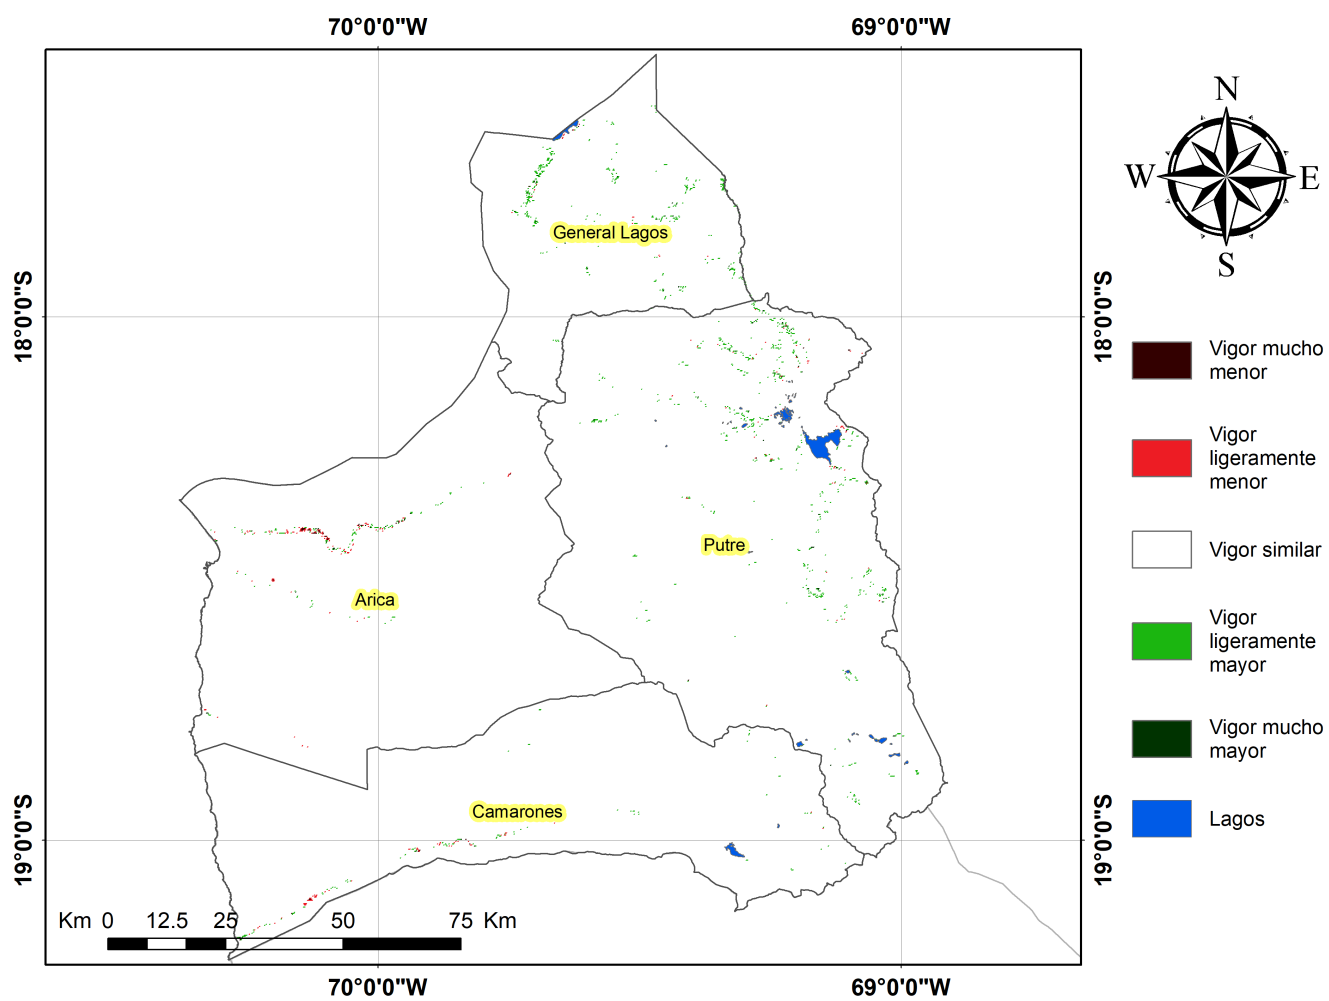 70°0'0"W 69°0'0"W
N
W E
S
General Lagos
18°0'0"S 18°0'0"S
Vigor mucho
menor
Vigor
ligeramente
menor
Putre
Vigor similar
Arica
Vigor
ligeramente
mayor
Vigor mucho
mayor
Camarones
Lagos
19°0'0"S 19°0'0"S
Km 0 12.5 25 50 75 Km
70°0'0"W 69°0'0"W